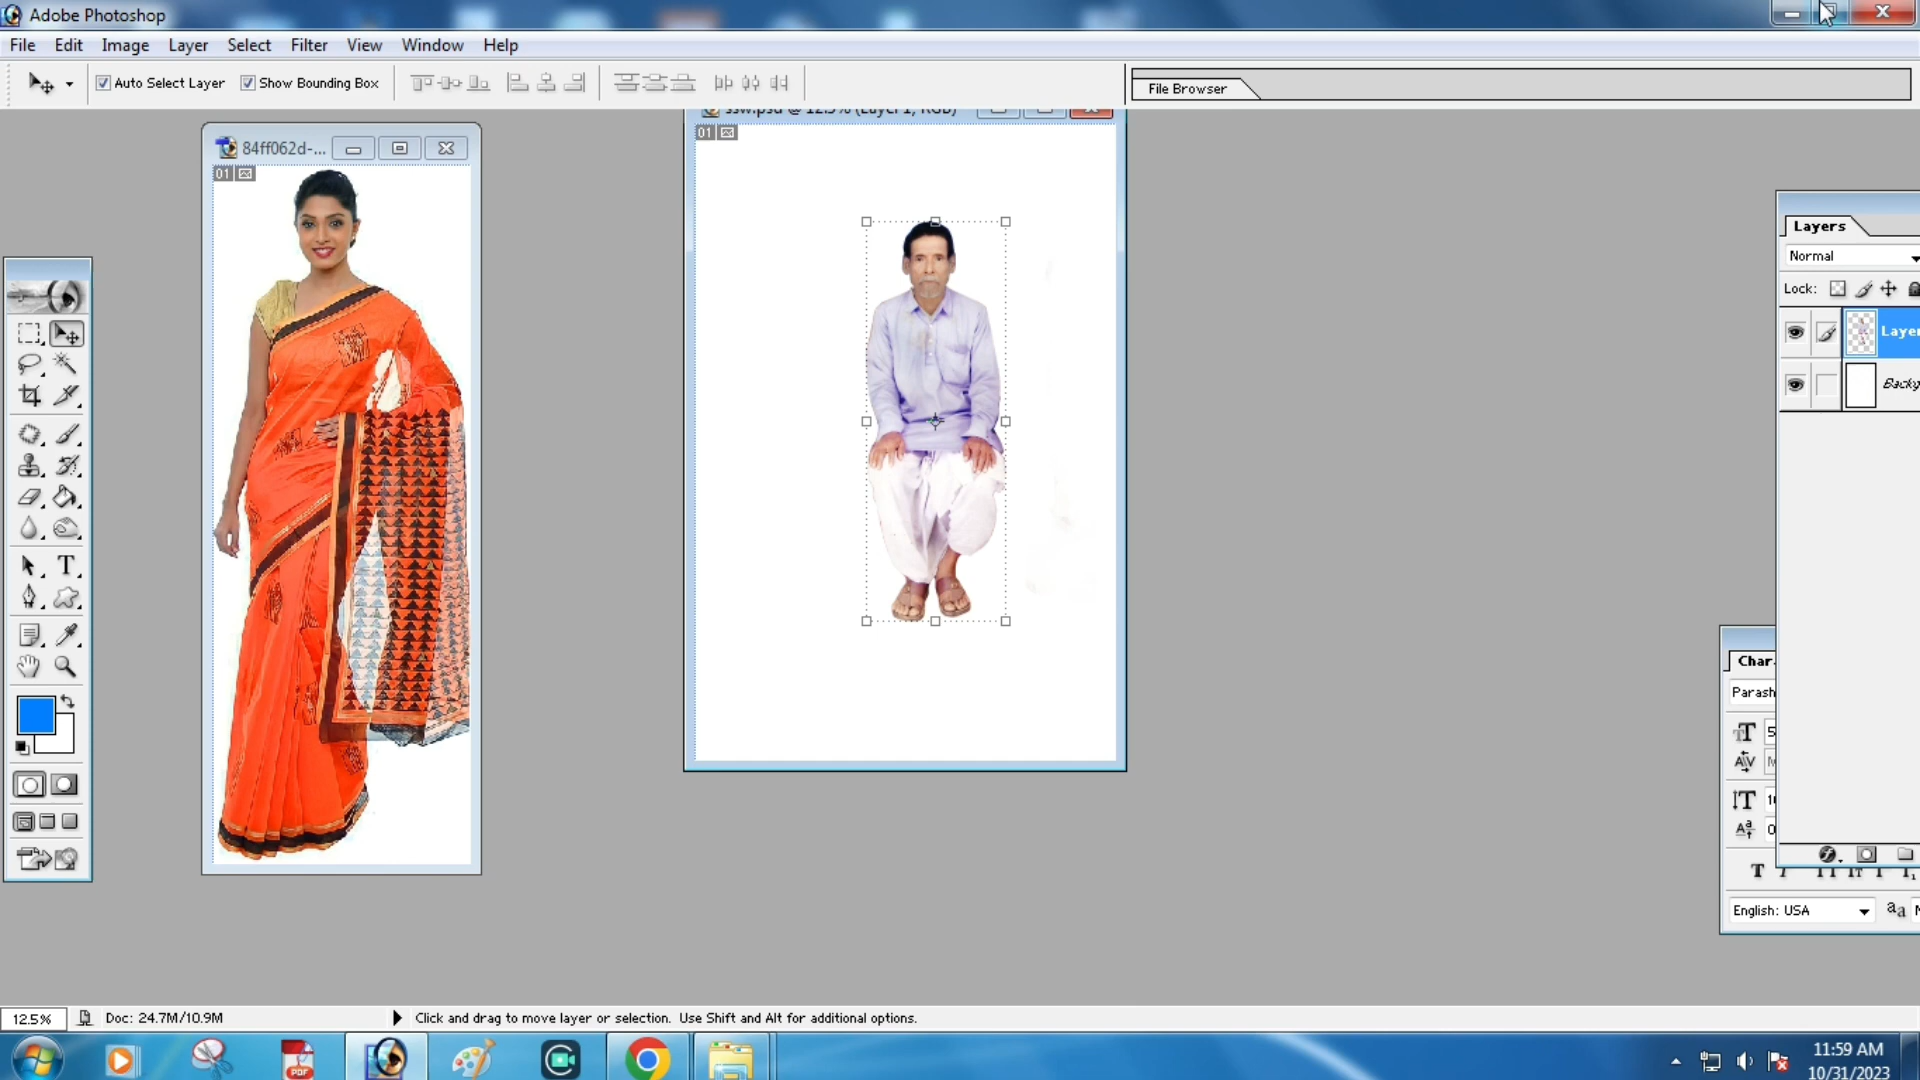 Adobe Photoshop
File Edit Image Layer Select Filter View Window Help
Auto Select Layer Show Bounding Box
File Browser
84ff062d-...
ssw.psd @ 12.5% (Layer 1, RGB)
01
01
Layers
Normal
Lock:
Layer
Backg
Char
Parash
T
English: USA
aa
12.5% Doc: 24.7M/10.9M Click and drag to move layer or selection. Use Shift and Alt for additional options.
PDF
11:59 AM
10/31/2023